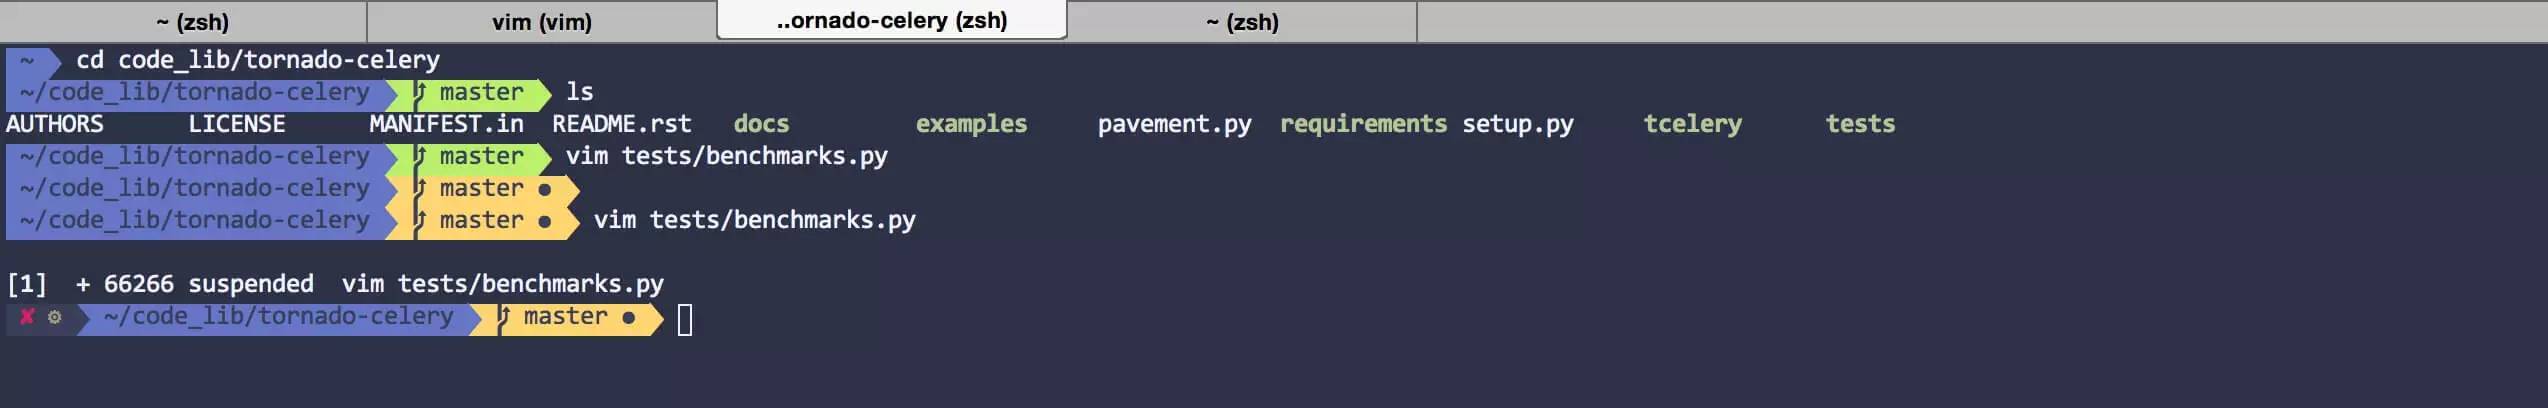 ~ (zsh) vim (vim) ..ornado-celery (zsh) ~ (zsh)
~ cd code_lib/tornado-celery
~/code_lib/tornado-celery master ls
AUTHORS LICENSE MANIFEST.in README.rst docs examples pavement.py requirements setup.py tcelery tests
~/code_lib/tornado-celery master vim tests/benchmarks.py
~/code_lib/tornado-celery master ●
~/code_lib/tornado-celery master ● vim tests/benchmarks.py
[1] + 66266 suspended vim tests/benchmarks.py
✘ ⚙ ~/code_lib/tornado-celery master ●